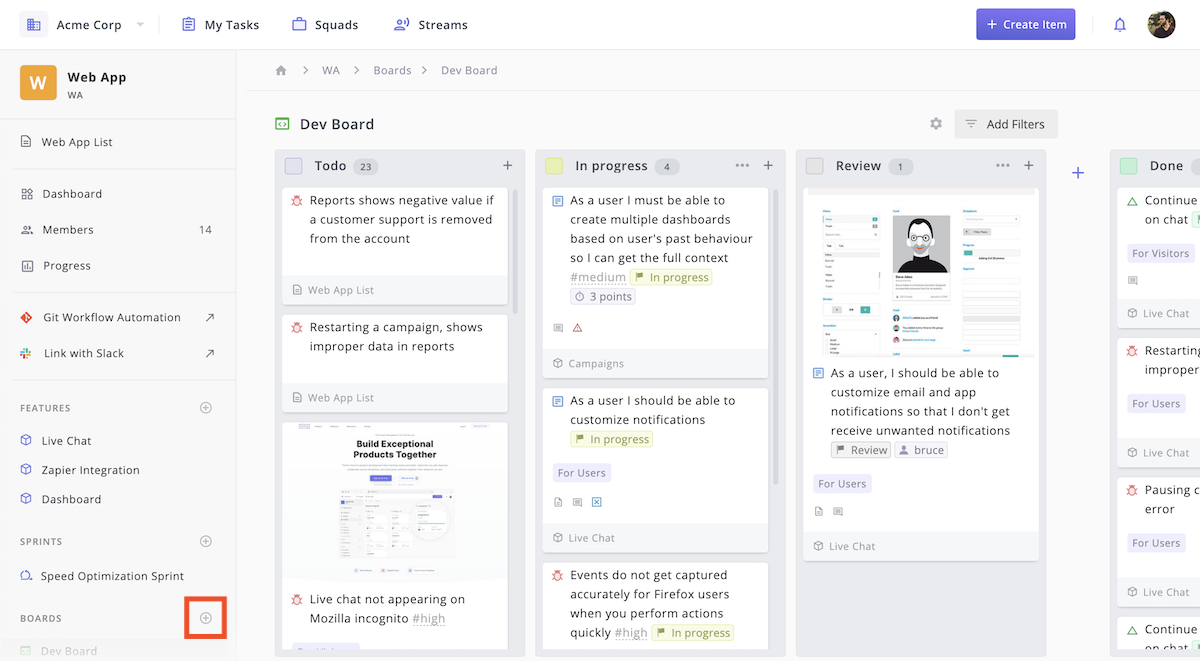 Acme Corp
My Tasks
Squads
Streams
Create Item
W
Web App
WA
Web App List
Dashboard
Members
14
Progress
Git Workflow Automation
Link with Slack
FEATURES
Live Chat
Zapier Integration
Dashboard
SPRINTS
Speed Optimization Sprint
BOARDS
Dev Board
WA
Boards
Dev Board
Dev Board
Add Filters
Todo 23
Reports shows negative value if
a customer support is removed
from the account
Web App List
Restarting a campaign, shows
improper data in reports
Web App List
Build Exceptional
Products Together
Live chat not appearing on
Mozilla incognito #high
In progress 4
As a user I must be able to
create multiple dashboards
based on user's past behaviour
so I can get the full context
#medium In progress
3 points
Campaigns
As a user I should be able to
customize notifications
In progress
For Users
Live Chat
Events do not get captured
accurately for Firefox users
when you perform actions
quickly #high In progress
Review 1
As a user, I should be able to
customize email and app
notifications so that I don't get
receive unwanted notifications
Review bruce
For Users
Live Chat
Done
Continue
on chat
For Visitors
Live Chat
Restarting
improper
For Users
Live Chat
Pausing c
error
For Users
Live Chat
Continue
on chat